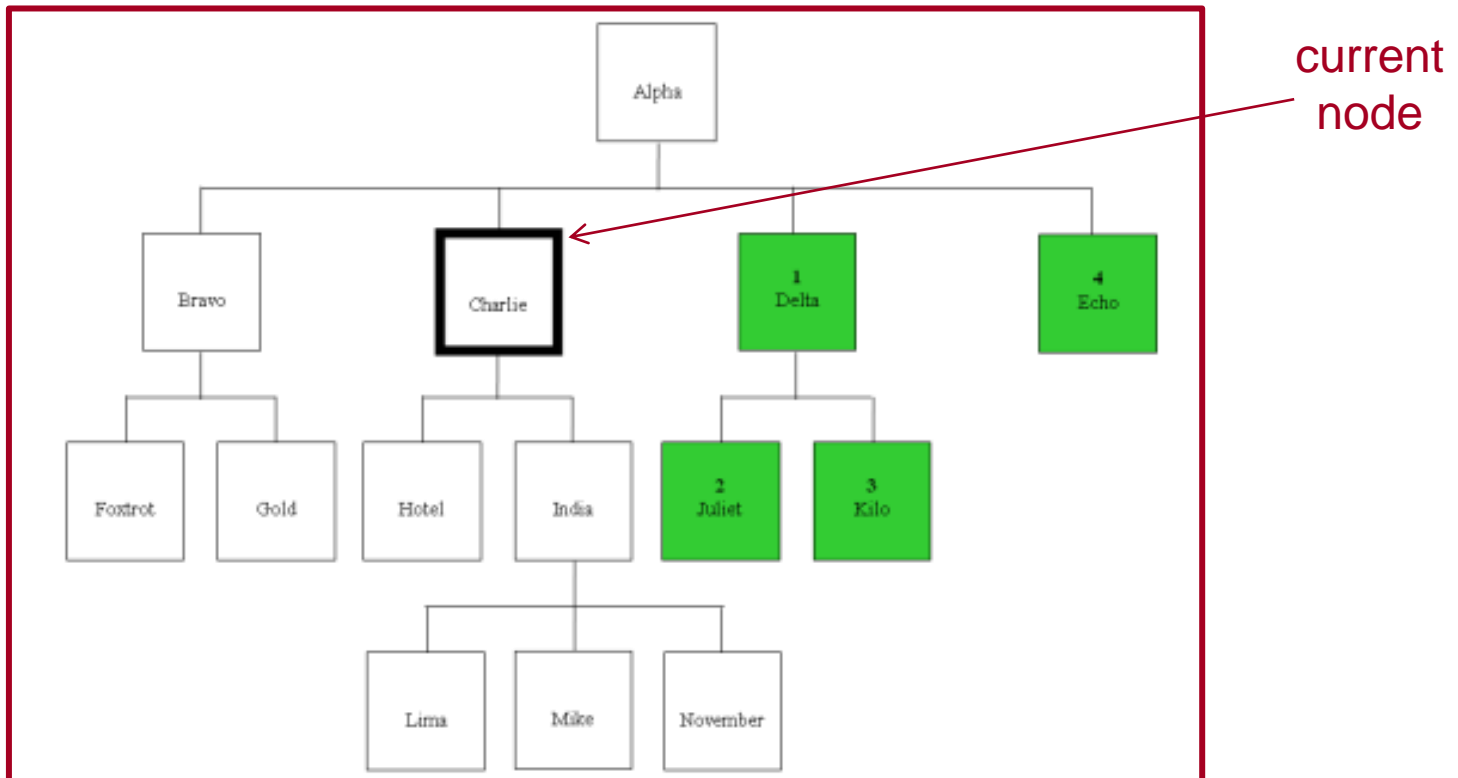 current
node
Alpha
Bravo
Charlie
1
Delta
4
Echo
Foxtrot
Gold
Hotel
India
2
Juliet
3
Kilo
Lima
Mike
November